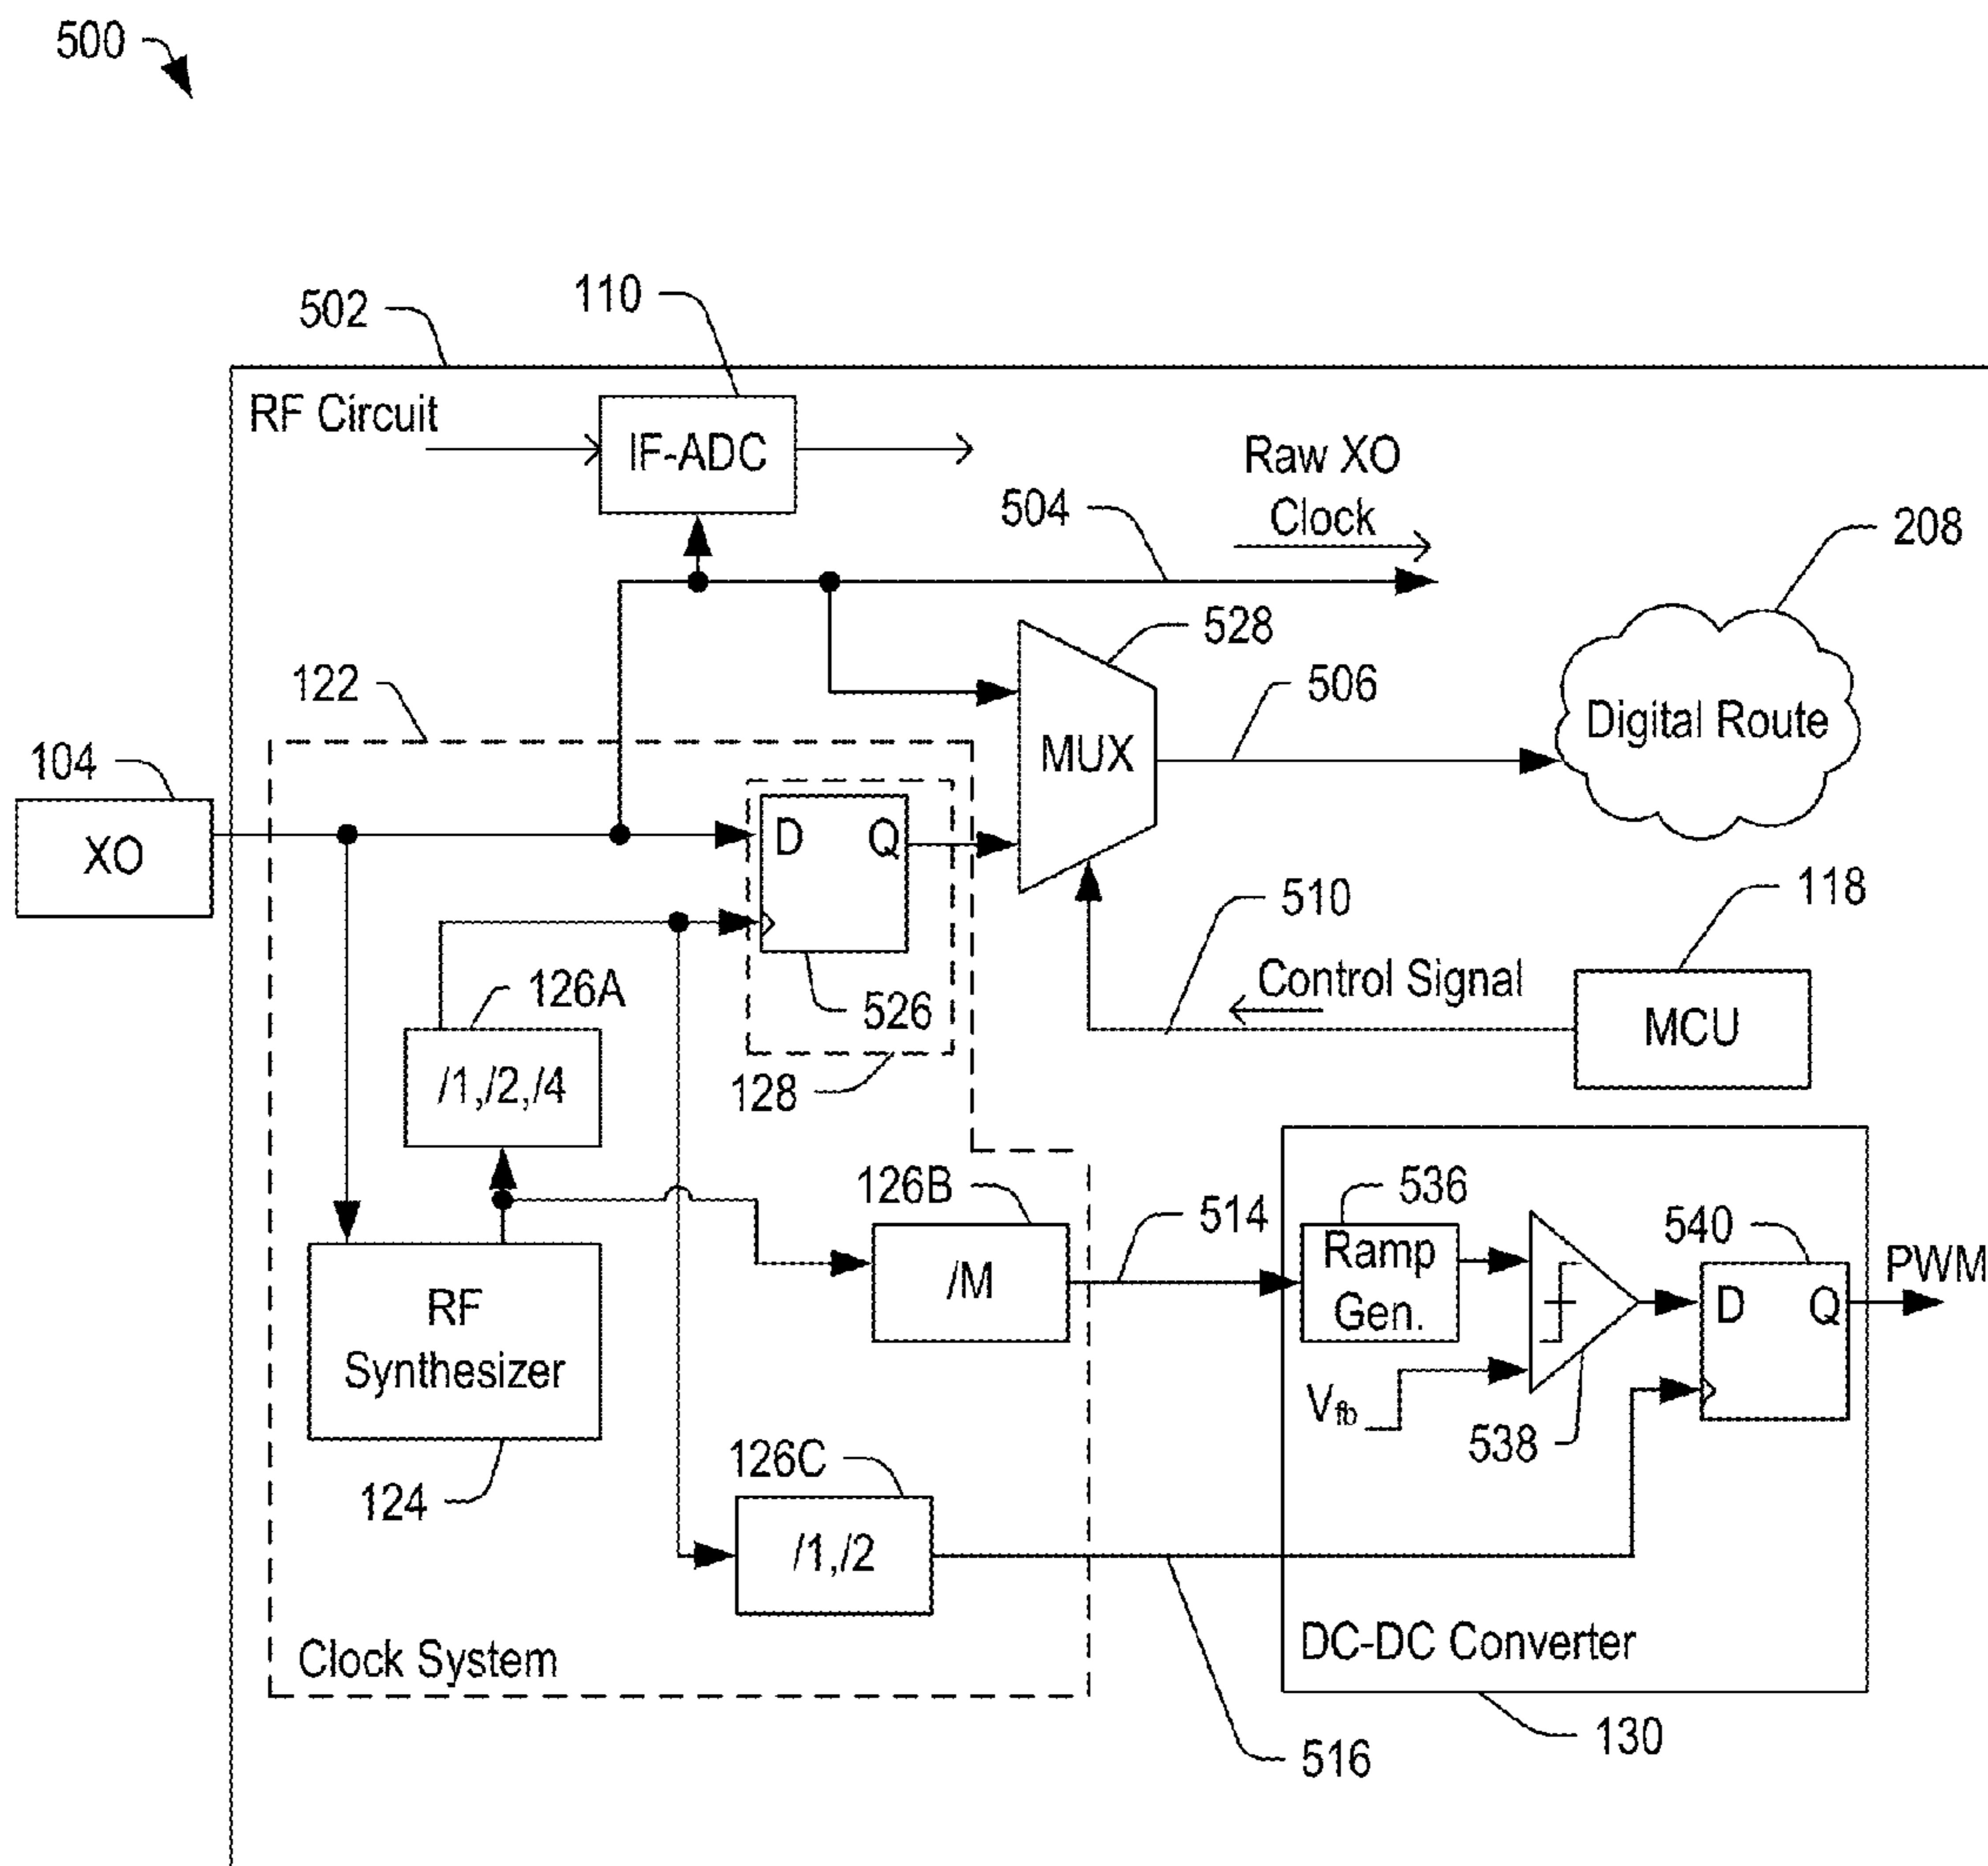 500
502
110
RF Circuit
IF-ADC
Raw XO
Clock
504
208
528
122
506
Digital Route
MUX
104
XO
D
Q
510
118
126A
526
Control Signal
MCU
/1,/2,/4
128
126B
514
536
540
PWM
/M
Ramp
Gen.
D
Q
RF
Synthesizer
Vfb
538
124
126C
/1,/2
Clock System
DC-DC Converter
516
130